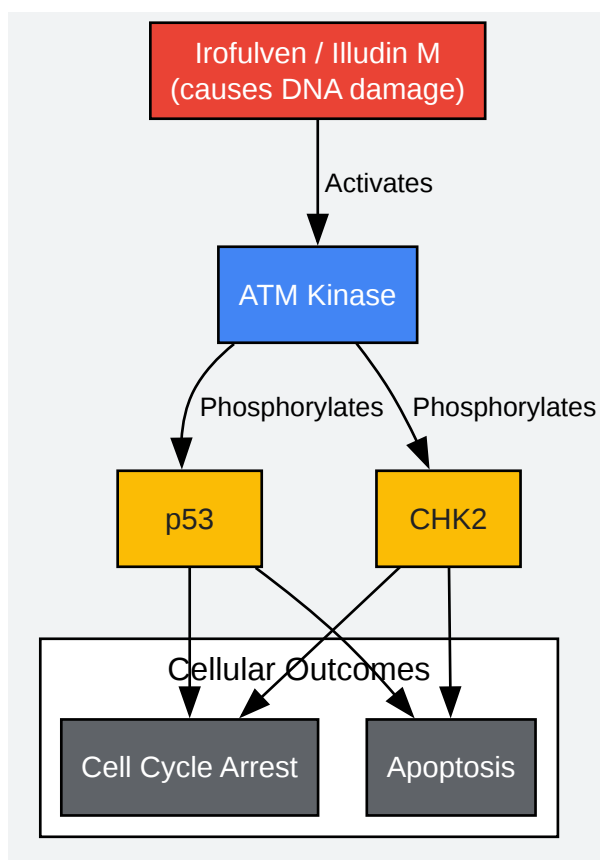 Irofulven / Illudin M
(causes DNA damage)
Activates
ATM Kinase
Phosphorylates
Phosphorylates
p53
CHK2
Cellular Outcomes
Cell Cycle Arrest
Apoptosis